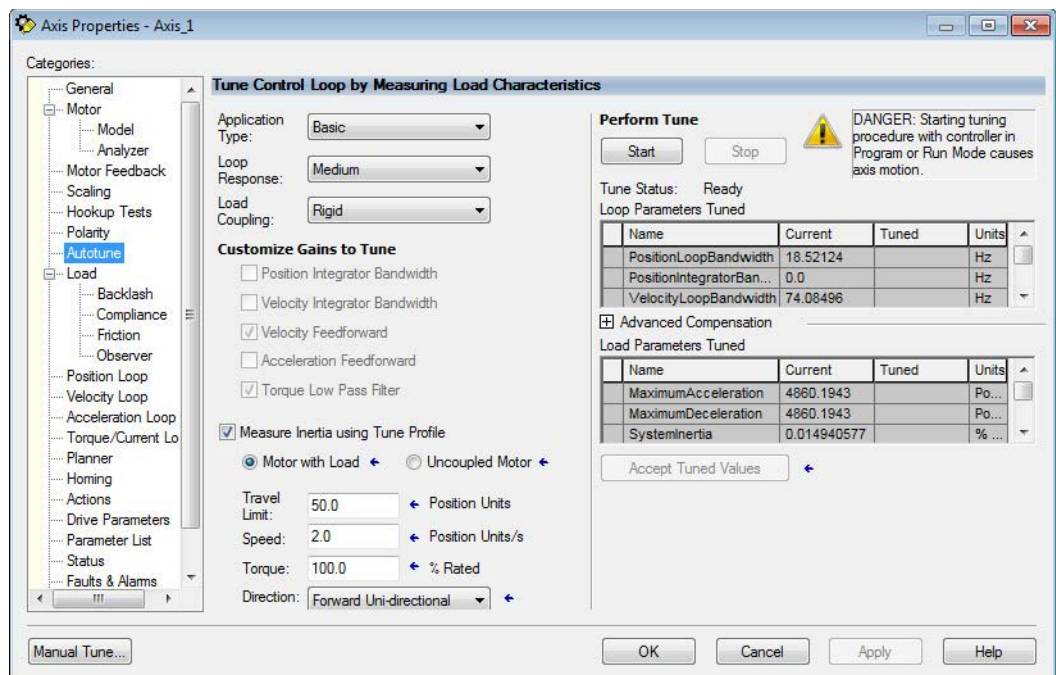 Axis Properties - Axis_1
Categories:
General
Motor
Model
Analyzer
Motor Feedback
Scaling
Hookup Tests
Polarity
Autotune
Load
Backlash
Compliance
Friction
Observer
Position Loop
Velocity Loop
Acceleration Loop
Torque/Current Lo
Planner
Homing
Actions
Drive Parameters
Parameter List
Status
Faults & Alarms
Tune Control Loop by Measuring Load Characteristics
Application Type: Basic
Loop Response: Medium
Load Coupling: Rigid
Customize Gains to Tune
Position Integrator Bandwidth
Velocity Integrator Bandwidth
Velocity Feedforward
Acceleration Feedforward
Torque Low Pass Filter
Measure Inertia using Tune Profile
Motor with Load Uncoupled Motor
Travel Limit: 50.0 Position Units
Speed: 2.0 Position Units/s
Torque: 100.0 % Rated
Direction: Forward Uni-directional
Perform Tune
Start Stop
DANGER: Starting tuning
procedure with controller in
Program or Run Mode causes
axis motion.
Tune Status: Ready
Loop Parameters Tuned
Name Current Tuned Units
PositionLoopBandwidth 18.52124 Hz
PositionIntegratorBan... 0.0 Hz
VelocityLoopBandwidth 74.08496 Hz
Advanced Compensation
Load Parameters Tuned
Name Current Tuned Units
MaximumAcceleration 4860.1943 Po...
MaximumDeceleration 4860.1943 Po...
SystemInertia 0.014940577 % ...
Accept Tuned Values
Manual Tune... OK Cancel Apply Help